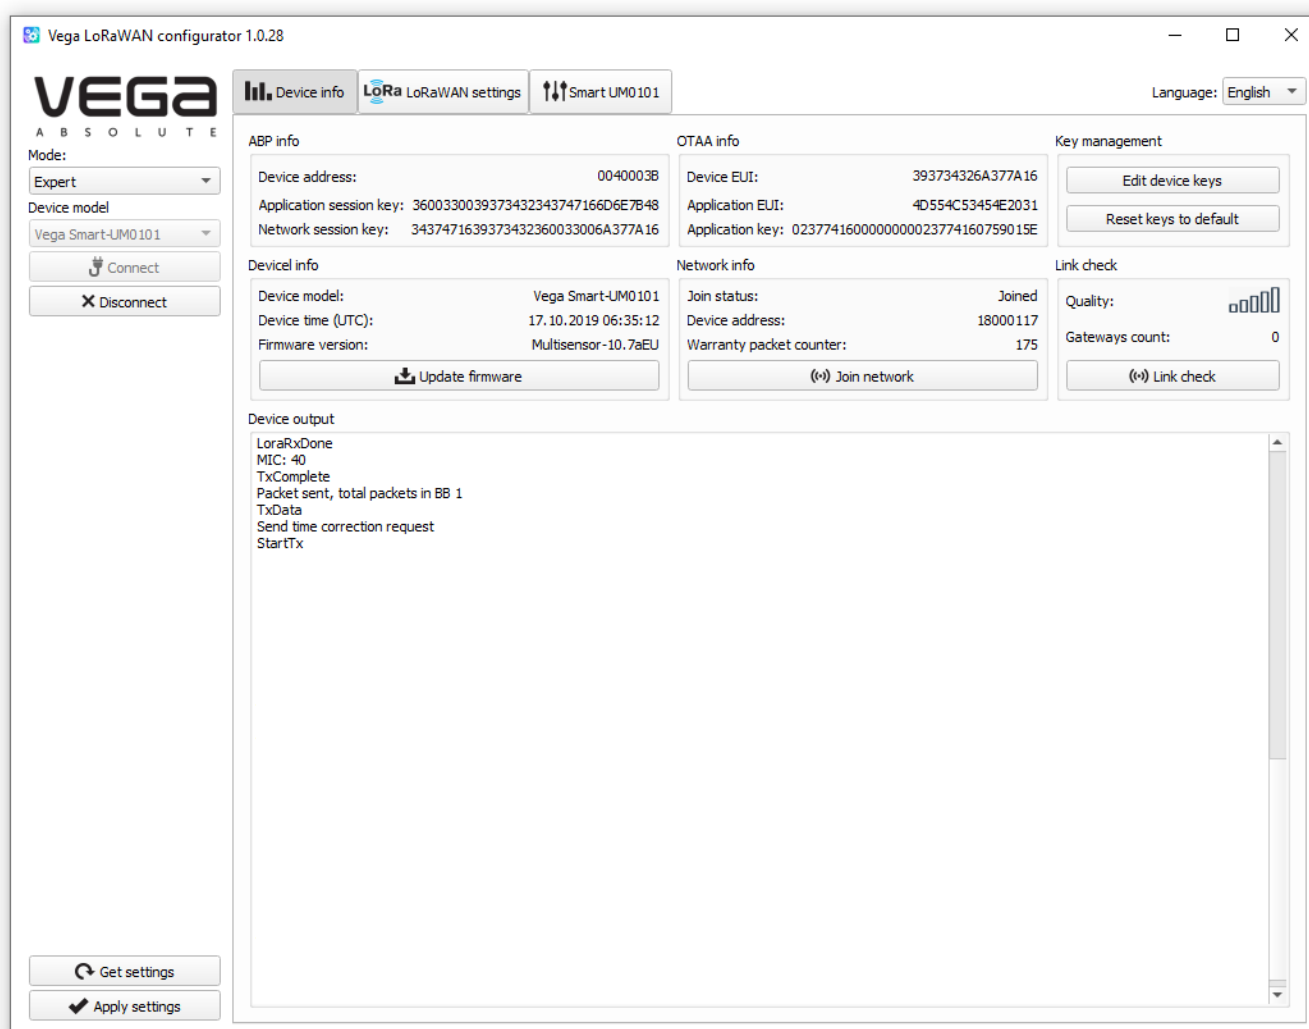 Vega LoRaWAN configurator 1.0.28
VEGA
ABSOLUTE
Mode:
Expert
Device model
Vega Smart-UM0101
Connect
Disconnect
Get settings
Apply settings
Device info
LoRa LoRaWAN settings
Smart UM0101
Language: English
ABP info
Device address: 0040003B
Application session key: 36003300393734323437471​66D6E7B48
Network session key: 3437471639373432360033006A377A16
OTAA info
Device EUI: 393734326A377A16
Application EUI: 4D554C53454E2031
Application key: 02377416000000000237741607​59015E
Key management
Edit device keys
Reset keys to default
Devicel info
Device model: Vega Smart-UM0101
Device time (UTC): 17.10.2019 06:35:12
Firmware version: Multisensor-10.7aEU
Update firmware
Network info
Join status: Joined
Device address: 18000117
Warranty packet counter: 175
Join network
Link check
Quality:
Gateways count: 0
Link check
Device output
LoraRxDone
MIC: 40
TxComplete
Packet sent, total packets in BB 1
TxData
Send time correction request
StartTx